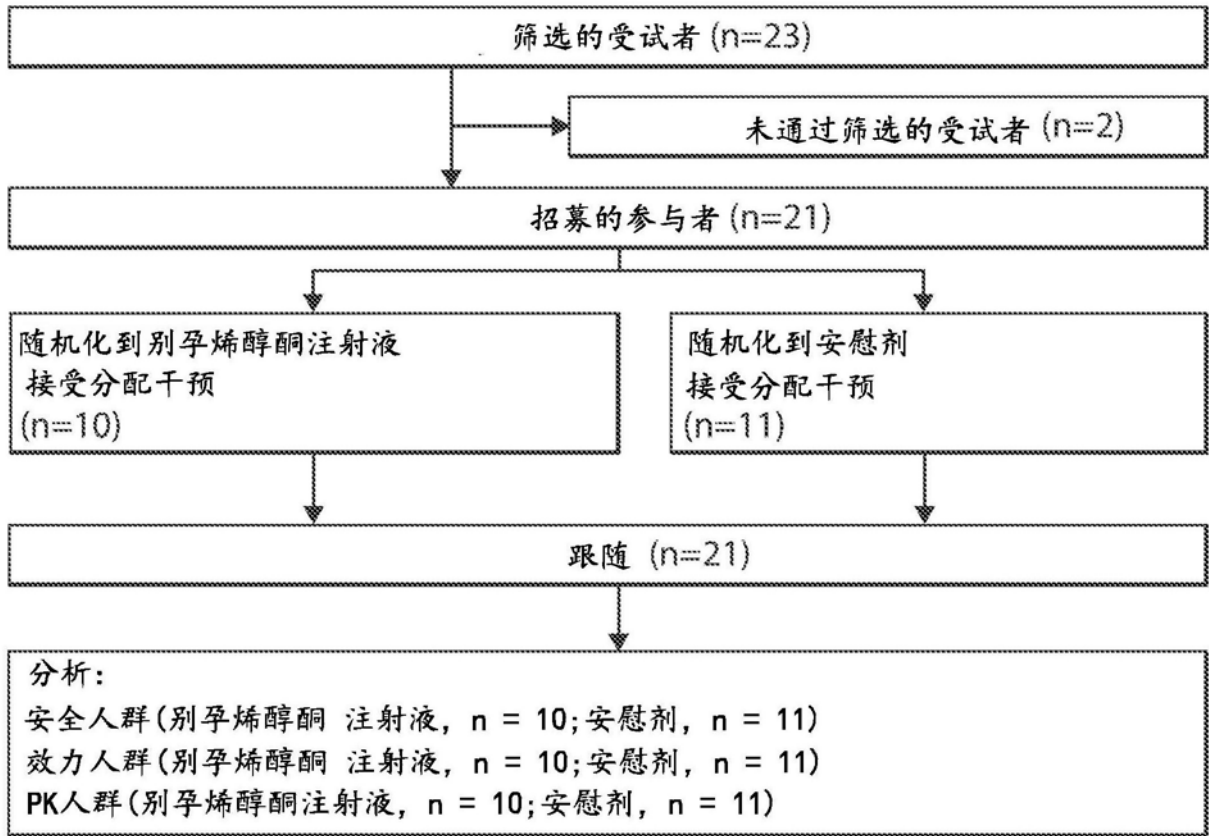 筛选的受试者 (n=23)
未通过筛选的受试者 (n=2)
招募的参与者 (n=21)
随机化到别孕烯醇酮注射液
接受分配干预
(n=10)
随机化到安慰剂
接受分配干预
(n=11)
跟随 (n=21)
分析:
安全人群(别孕烯醇酮 注射液, n = 10;安慰剂, n = 11)
效力人群(别孕烯醇酮 注射液, n = 10;安慰剂, n = 11)
PK人群(别孕烯醇酮注射液, n = 10;安慰剂, n = 11)